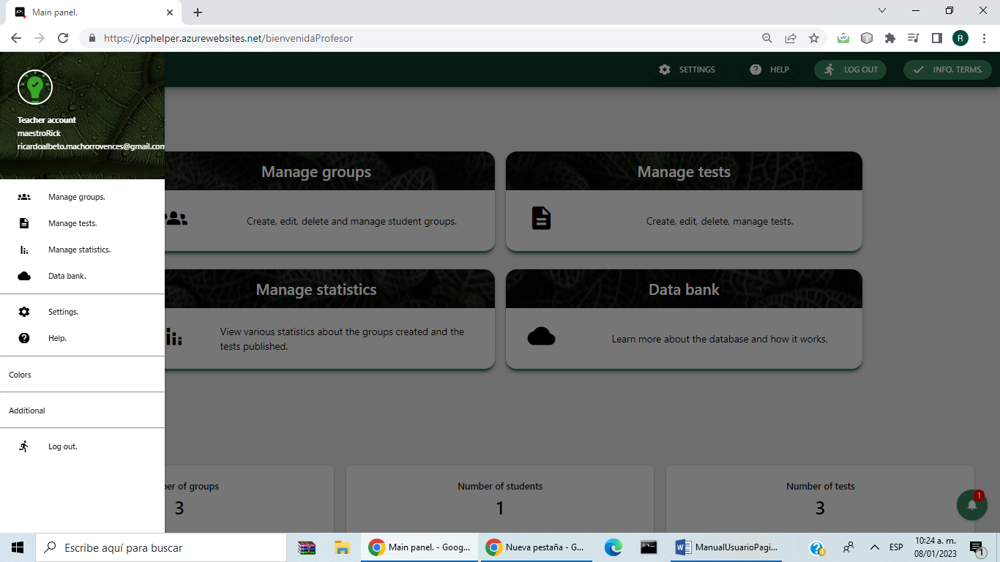 Main panel.
https://jcphelper.azurewebsites.net/bienvenidaProfesor
R
SETTINGS
HELP
LOG OUT
INFO. TERMS.
Teacher account
maestroRick
ricardoalbeto.machorrovences@gmail.com
Manage groups.
Manage tests.
Manage statistics.
Data bank.
Settings.
Help.
Colors
Additional
Log out.
Manage groups
Create, edit, delete and manage student groups.
Manage tests
Create, edit, delete, manage tests.
Manage statistics
View various statistics about the groups created and the
tests published.
Data bank
Learn more about the database and how it works.
er of groups
3
Number of students
1
Number of tests
3
1
Escribe aquí para buscar
Main panel. - Goog...
Nueva pestaña - G...
ManualUsuarioPagi...
ESP
10:24 a. m.
08/01/2023
1